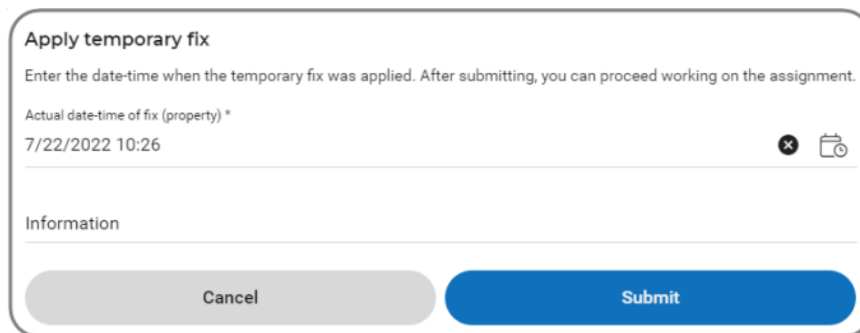 Apply temporary fix
Enter the date-time when the temporary fix was applied. After submitting, you can proceed working on the assignment.
Actual date-time of fix (property) *
7/22/2022 10:26
Information
Cancel Submit